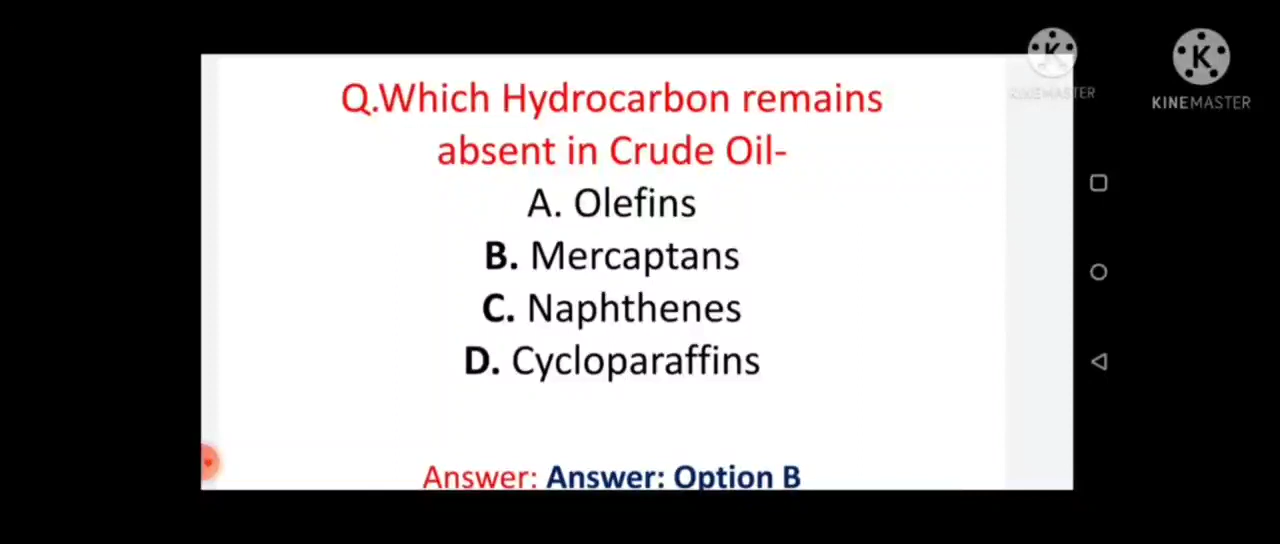 Q.Which Hydrocarbon remains
absent in Crude Oil-
A. Olefins
B. Mercaptans
C. Naphthenes
D. Cycloparaffins
Answer: Answer: Option B
KINEMASTER
KINEMASTER